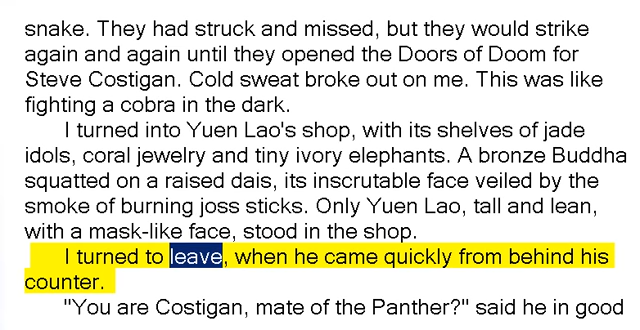 snake. They had struck and missed, but they would strike
again and again until they opened the Doors of Doom for
Steve Costigan. Cold sweat broke out on me. This was like
fighting a cobra in the dark.
I turned into Yuen Lao's shop, with its shelves of jade
idols, coral jewelry and tiny ivory elephants. A bronze Buddha
squatted on a raised dais, its inscrutable face veiled by the
smoke of burning joss sticks. Only Yuen Lao, tall and lean,
with a mask-like face, stood in the shop.
I turned to leave, when he came quickly from behind his
counter.
"You are Costigan, mate of the Panther?" said he in good